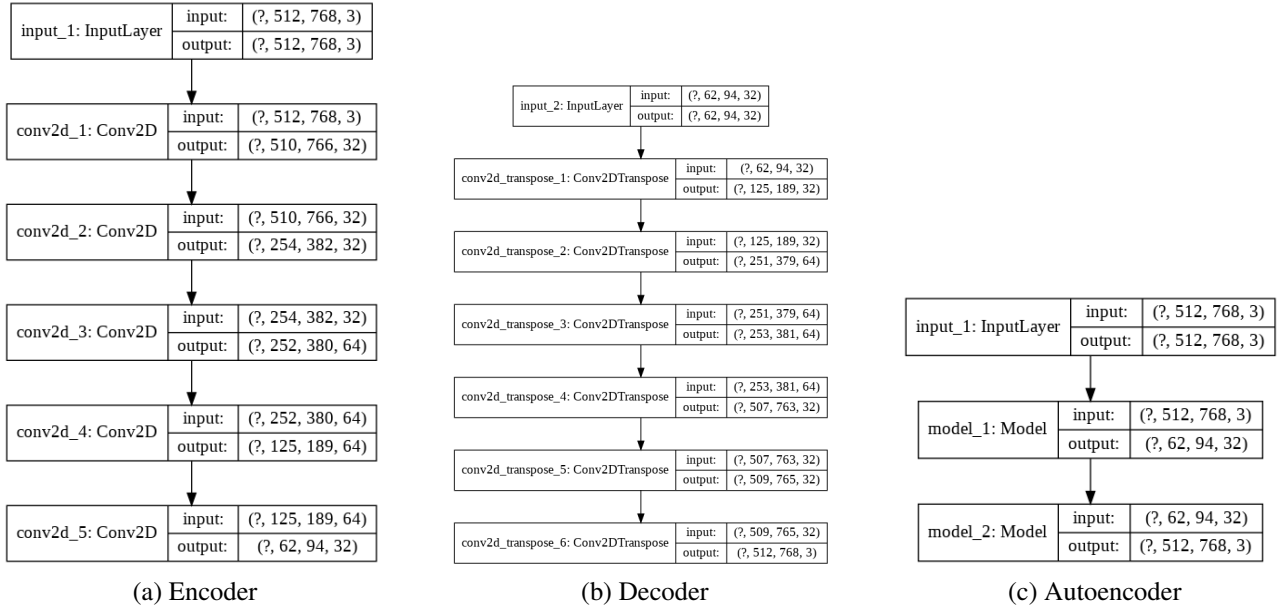 input_1: InputLayer input: (?, 512, 768, 3)
output: (?, 512, 768, 3)
conv2d_1: Conv2D input: (?, 512, 768, 3)
output: (?, 510, 766, 32)
conv2d_2: Conv2D input: (?, 510, 766, 32)
output: (?, 254, 382, 32)
conv2d_3: Conv2D input: (?, 254, 382, 32)
output: (?, 252, 380, 64)
conv2d_4: Conv2D input: (?, 252, 380, 64)
output: (?, 125, 189, 64)
conv2d_5: Conv2D input: (?, 125, 189, 64)
output: (?, 62, 94, 32)
(a) Encoder
input_2: InputLayer input: (?, 62, 94, 32)
output: (?, 62, 94, 32)
conv2d_transpose_1: Conv2DTranspose input: (?, 62, 94, 32)
output: (?, 125, 189, 32)
conv2d_transpose_2: Conv2DTranspose input: (?, 125, 189, 32)
output: (?, 251, 379, 64)
conv2d_transpose_3: Conv2DTranspose input: (?, 251, 379, 64)
output: (?, 253, 381, 64)
conv2d_transpose_4: Conv2DTranspose input: (?, 253, 381, 64)
output: (?, 507, 763, 32)
conv2d_transpose_5: Conv2DTranspose input: (?, 507, 763, 32)
output: (?, 509, 765, 32)
conv2d_transpose_6: Conv2DTranspose input: (?, 509, 765, 32)
output: (?, 512, 768, 3)
(b) Decoder
input_1: InputLayer input: (?, 512, 768, 3)
output: (?, 512, 768, 3)
model_1: Model input: (?, 512, 768, 3)
output: (?, 62, 94, 32)
model_2: Model input: (?, 62, 94, 32)
output: (?, 512, 768, 3)
(c) Autoencoder